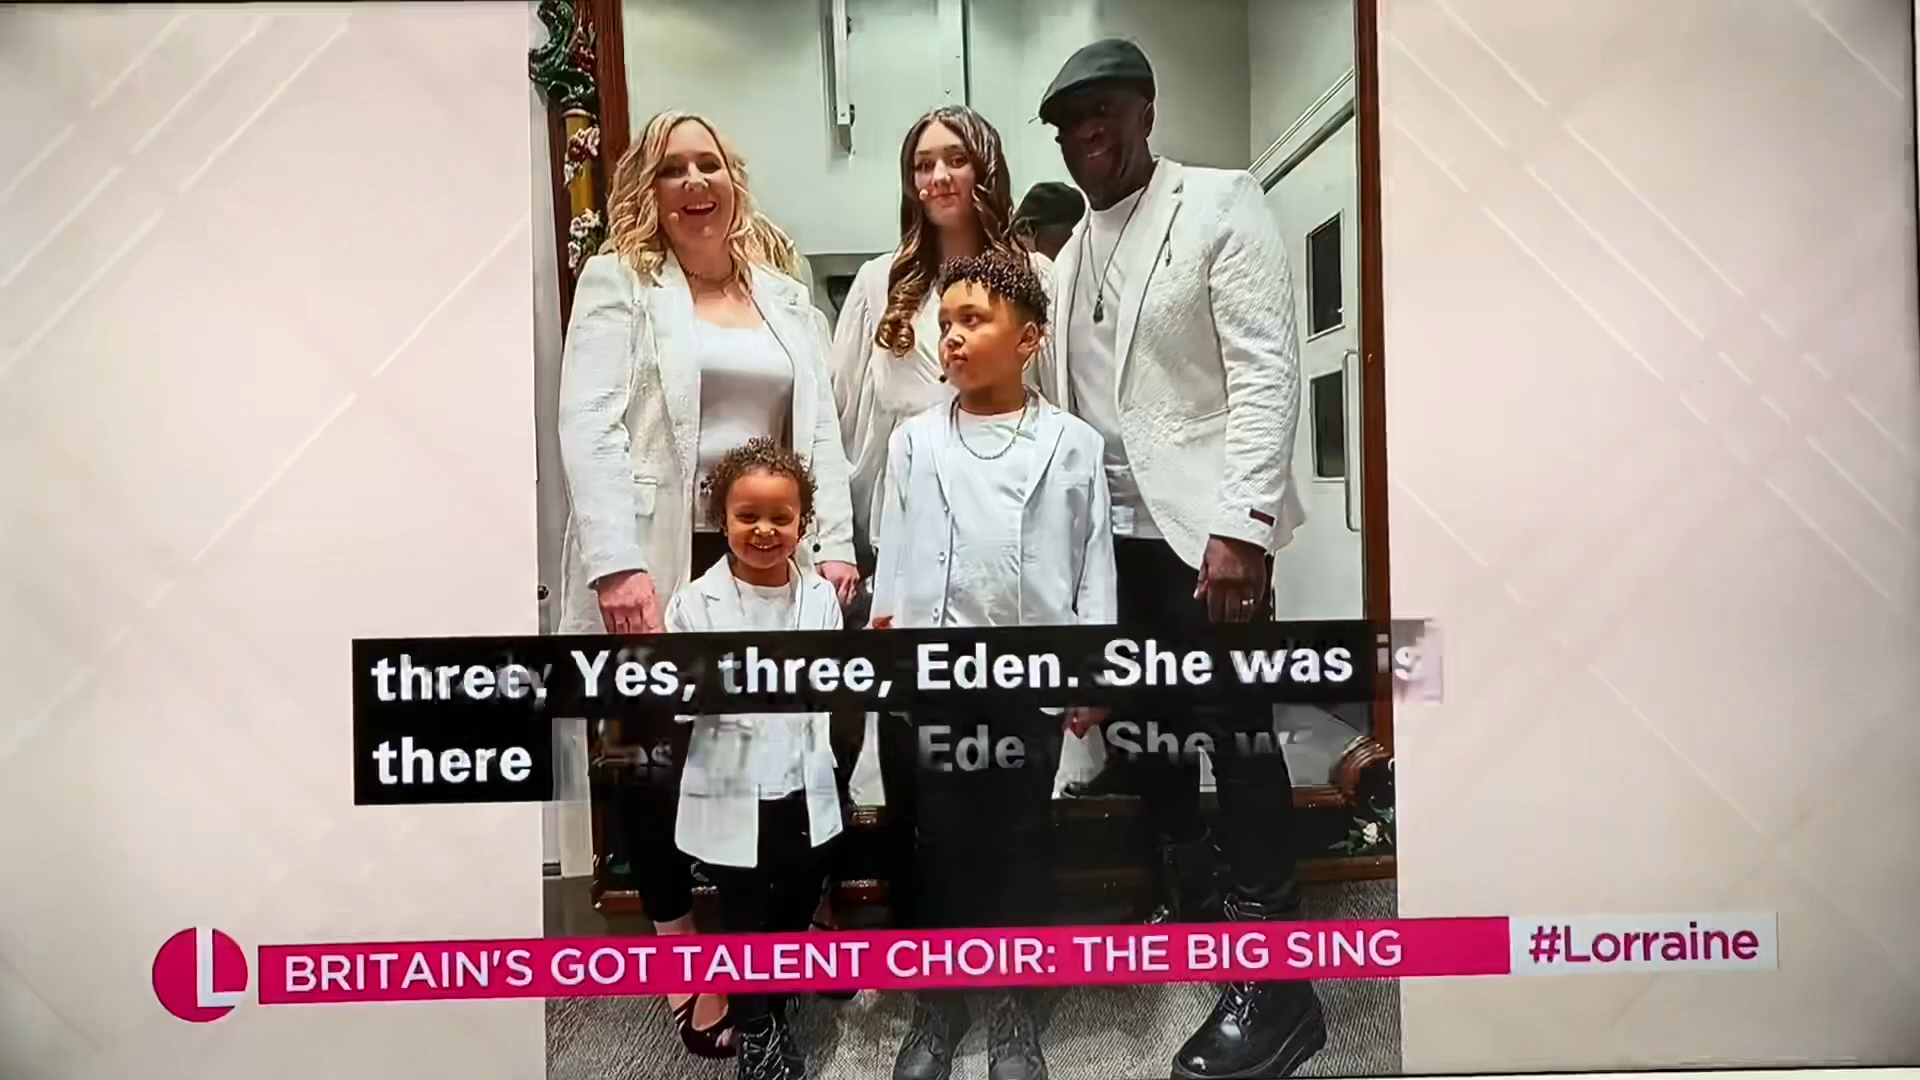 three. Yes, three, Eden. She was
there
L BRITAIN'S GOT TALENT CHOIR: THE BIG SING #Lorraine